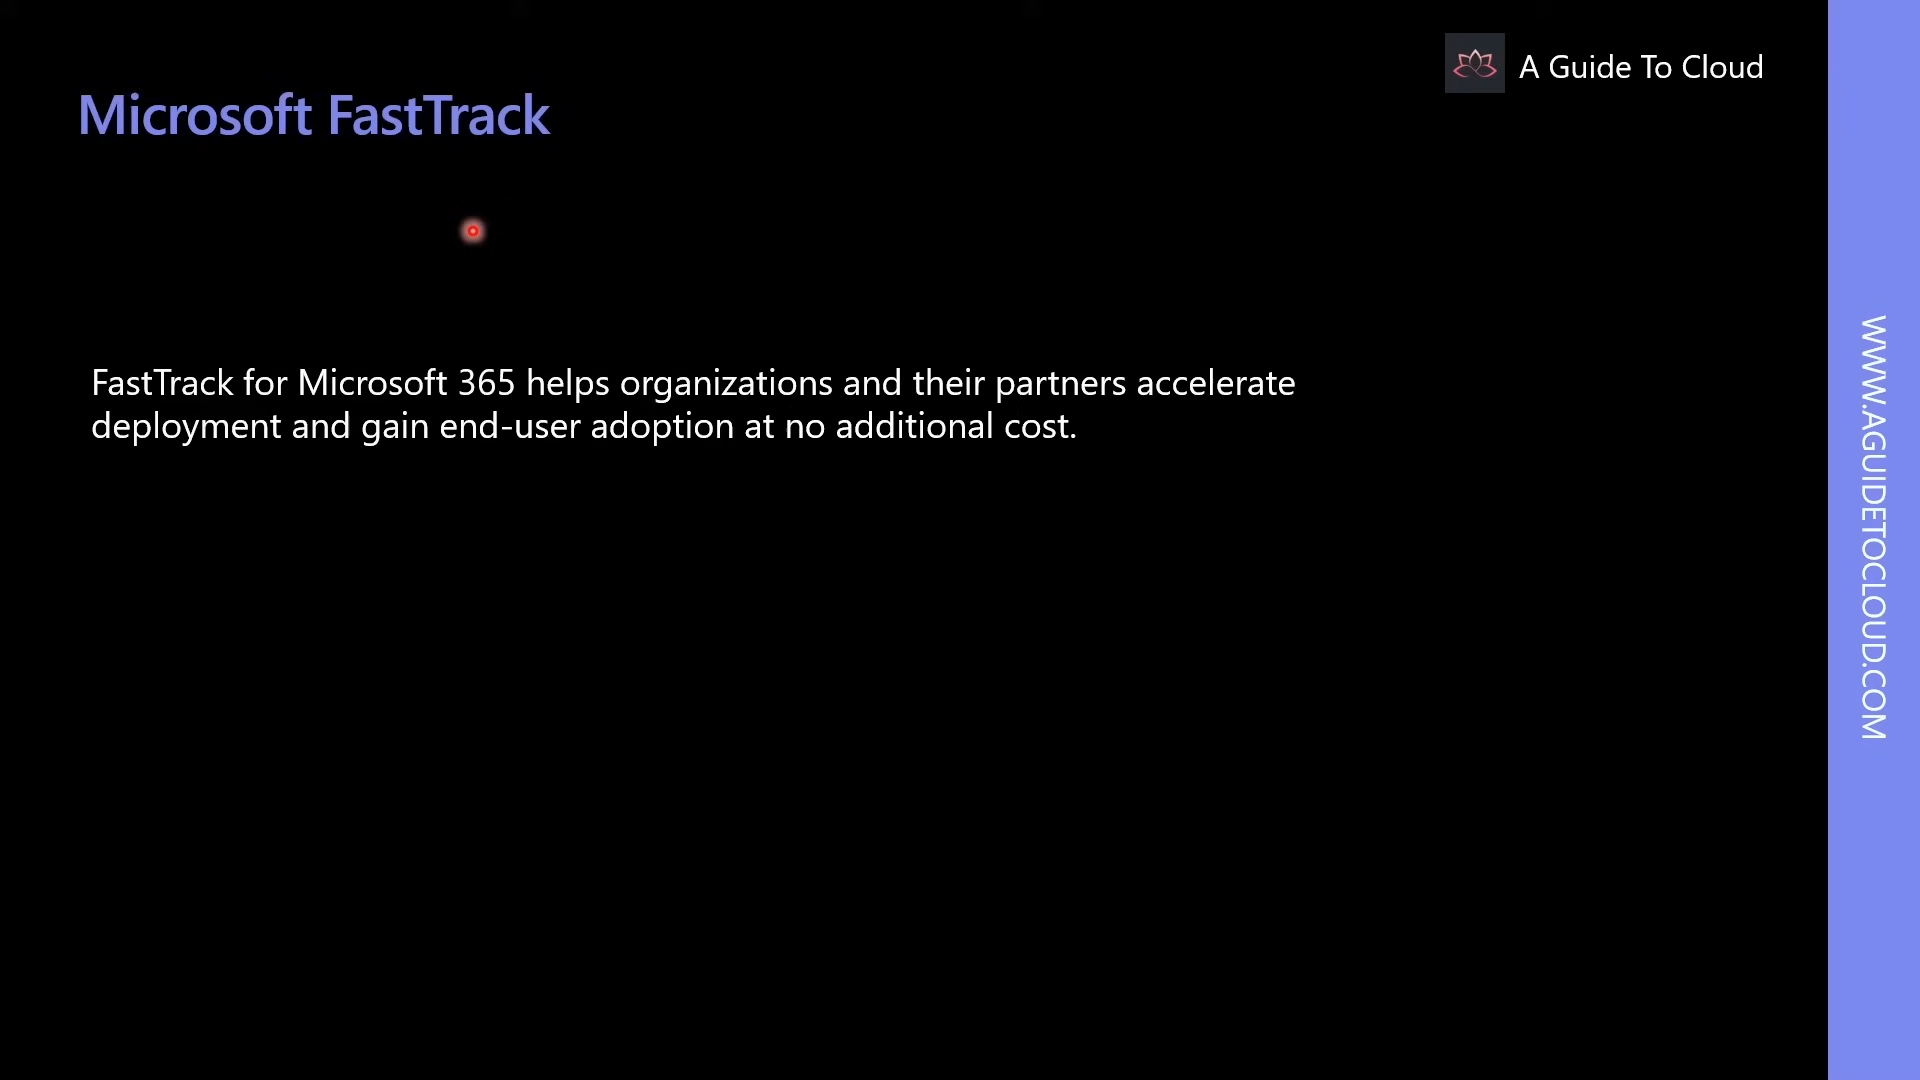 A Guide To Cloud
Microsoft FastTrack
FastTrack for Microsoft 365 helps organizations and their partners accelerate
deployment and gain end-user adoption at no additional cost.
WWW.AGUIDETOCLOUD.COM